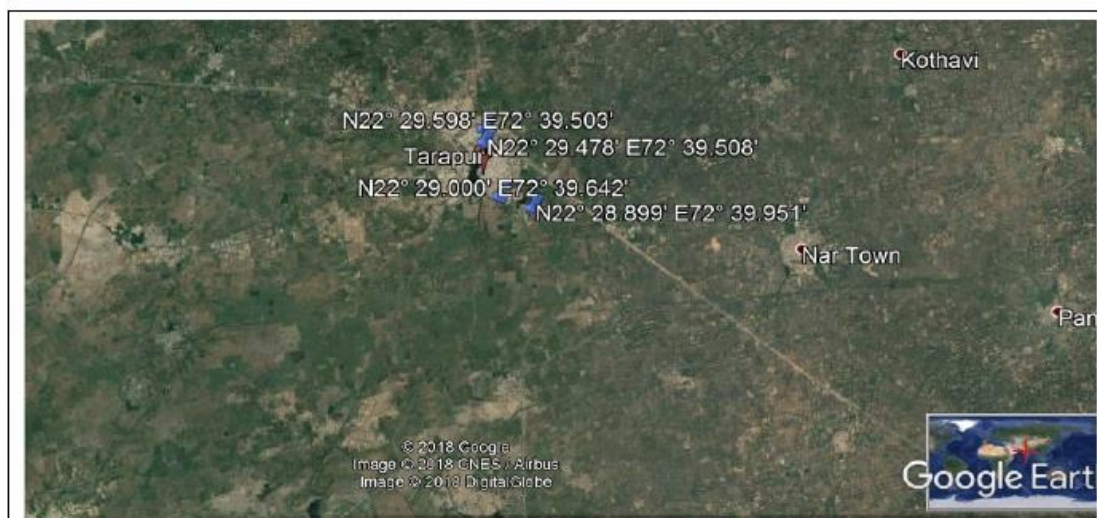 Kothavi
N22° 29.598' E72° 39.503'
N22° 29.478' E72° 39.508'
Tarapur
N22° 29.000' E72° 39.642'
N22° 28.899' E72° 39.951'
Nar Town
Pan
© 2018 Google
Image © 2018 CNES / Airbus
Image © 2018 DigitalGlobe
Google Eart